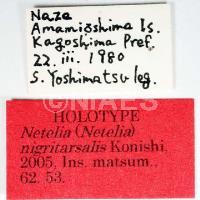 Naze
Amamioshima Is.
Kagoshima Pref.
22. iii. 1980
S. Yoshimatsu leg.
©NIAES
HOLOTYPE
Netelia (Netelia)
nigritarsalis Konishi,
2005. Ins. matsum.,
62. 53.